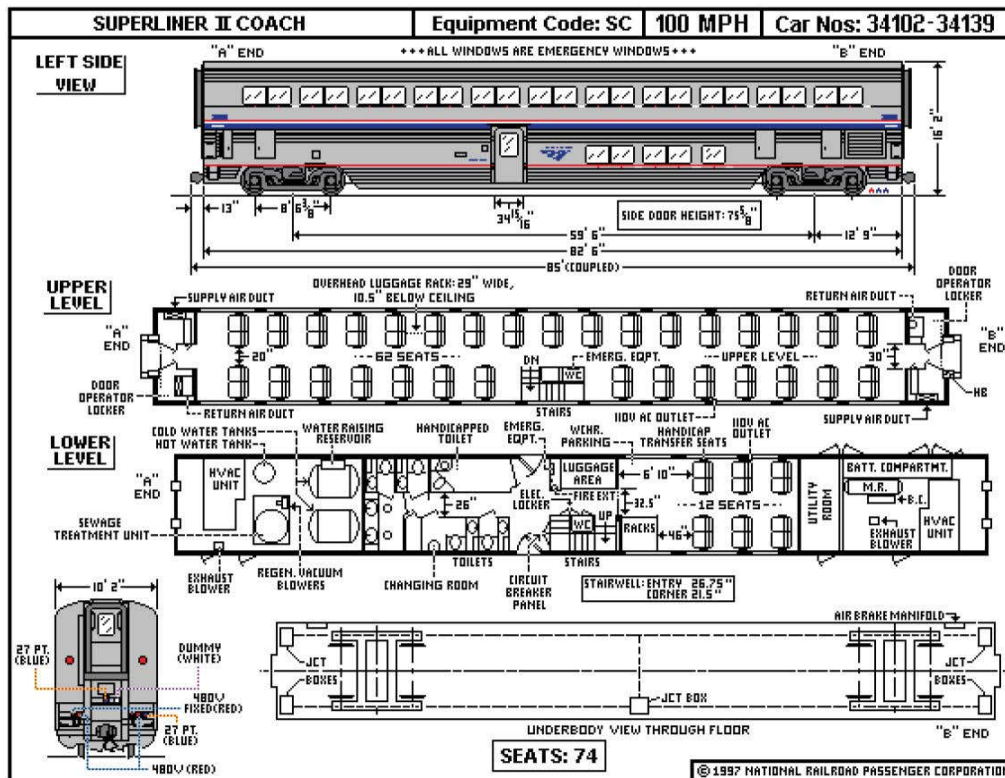 SUPERLINER II COACH
Equipment Code: SC
100 MPH
Car Nos: 34102-34139
LEFT SIDE
VIEW
"A" END
+++ALL WINDOWS ARE EMERGENCY WINDOWS+++
"B" END
16' 2"
13"
8' 6 3/8"
34 15/16"
SIDE DOOR HEIGHT: 75 5/8"
59' 6"
12' 9"
82' 6"
85' (COUPLED)
UPPER
LEVEL
SUPPLY AIR DUCT
OVERHEAD LUGGAGE RACK: 29" WIDE,
10.5" BELOW CEILING
RETURN AIR DUCT
DOOR
OPERATOR
LOCKER
"A"
END
"B"
END
20"
62 SEATS
DN
WC
EMERG. EQPT.
UPPER LEVEL
30"
DOOR
OPERATOR
LOCKER
RETURN AIR DUCT
STAIRS
110V AC OUTLET
SUPPLY AIR DUCT
HB
LOWER
LEVEL
COLD WATER TANKS
HOT WATER TANK
WATER RAISING
RESERVOIR
HANDICAPPED
TOILET
EMERG.
EQPT.
WCHR.
PARKING
HANDICAP
TRANSFER SEATS
110V AC
OUTLET
"A"
END
HVAC
UNIT
LUGGAGE
AREA
6' 10"
BATT. COMPARTMT.
M.R.
B.C.
26"
ELEC.
LOCKER
FIRE EXT.
32.5"
12 SEATS
UTILITY
ROOM
SEWAGE
TREATMENT UNIT
WC
UP
RACKS
46"
EXHAUST
BLOWER
HVAC
UNIT
EXHAUST
BLOWER
REGEN. VACUUM
BLOWERS
TOILETS
CHANGING ROOM
CIRCUIT
BREAKER
PANEL
STAIRS
STAIRWELL: ENTRY 26.75"
CORNER 21.5"
10' 2"
27 PT.
(BLUE)
DUMMY
(WHITE)
480V
FIXED (RED)
27 PT.
(BLUE)
480V (RED)
AIR BRAKE MANIFOLD
JCT
BOXES
JCT BOX
JCT
BOXES
UNDERBODY VIEW THROUGH FLOOR
"B" END
SEATS: 74
© 1997 NATIONAL RAILROAD PASSENGER CORPORATION